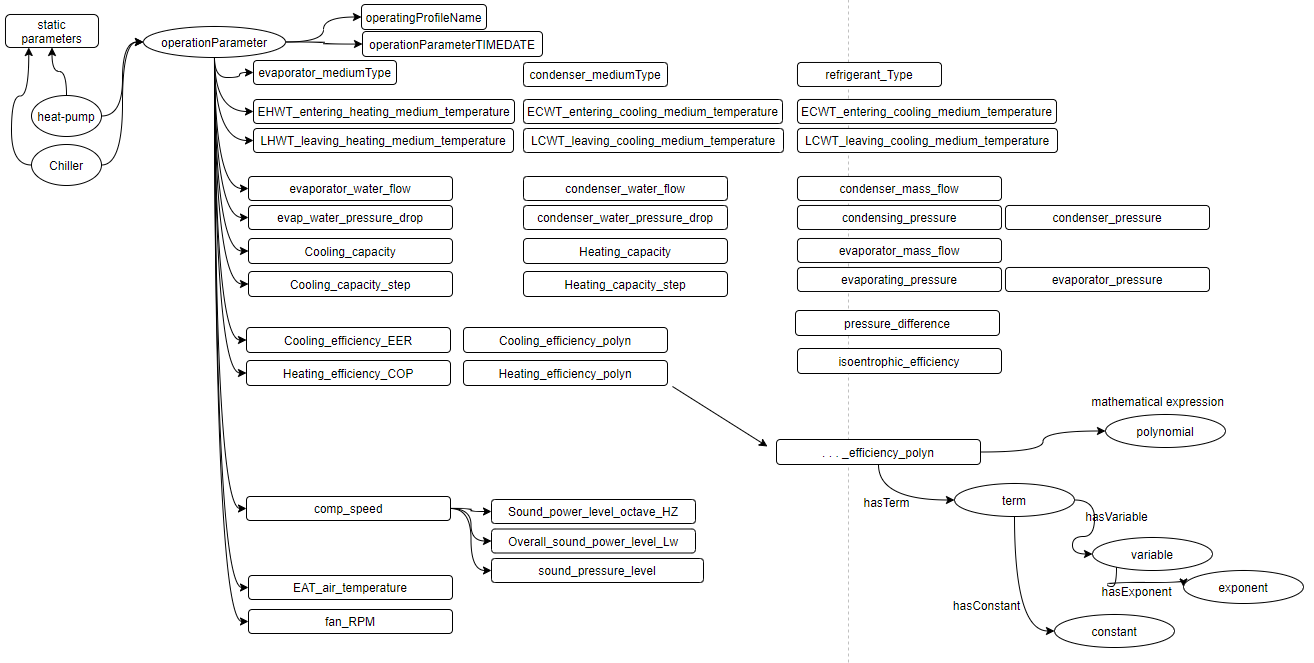 static
parameters
operationParameter
operatingProfileName
operationParameterTIMEDATE
heat-pump
Chiller
evaporator_mediumType
condenser_mediumType
refrigerant_Type
EHWT_entering_heating_medium_temperature
ECWT_entering_cooling_medium_temperature
ECWT_entering_cooling_medium_temperature
LHWT_leaving_heating_medium_temperature
LCWT_leaving_cooling_medium_temperature
LCWT_leaving_cooling_medium_temperature
evaporator_water_flow
condenser_water_flow
condenser_mass_flow
evap_water_pressure_drop
condenser_water_pressure_drop
condensing_pressure
condenser_pressure
Cooling_capacity
Heating_capacity
evaporator_mass_flow
Cooling_capacity_step
Heating_capacity_step
evaporating_pressure
evaporator_pressure
pressure_difference
Cooling_efficiency_EER
Cooling_efficiency_polyn
isoentrophic_efficiency
Heating_efficiency_COP
Heating_efficiency_polyn
mathematical expression
polynomial
. . . _efficiency_polyn
hasTerm
term
hasVariable
variable
hasExponent
exponent
hasConstant
constant
comp_speed
Sound_power_level_octave_HZ
Overall_sound_power_level_Lw
sound_pressure_level
EAT_air_temperature
fan_RPM